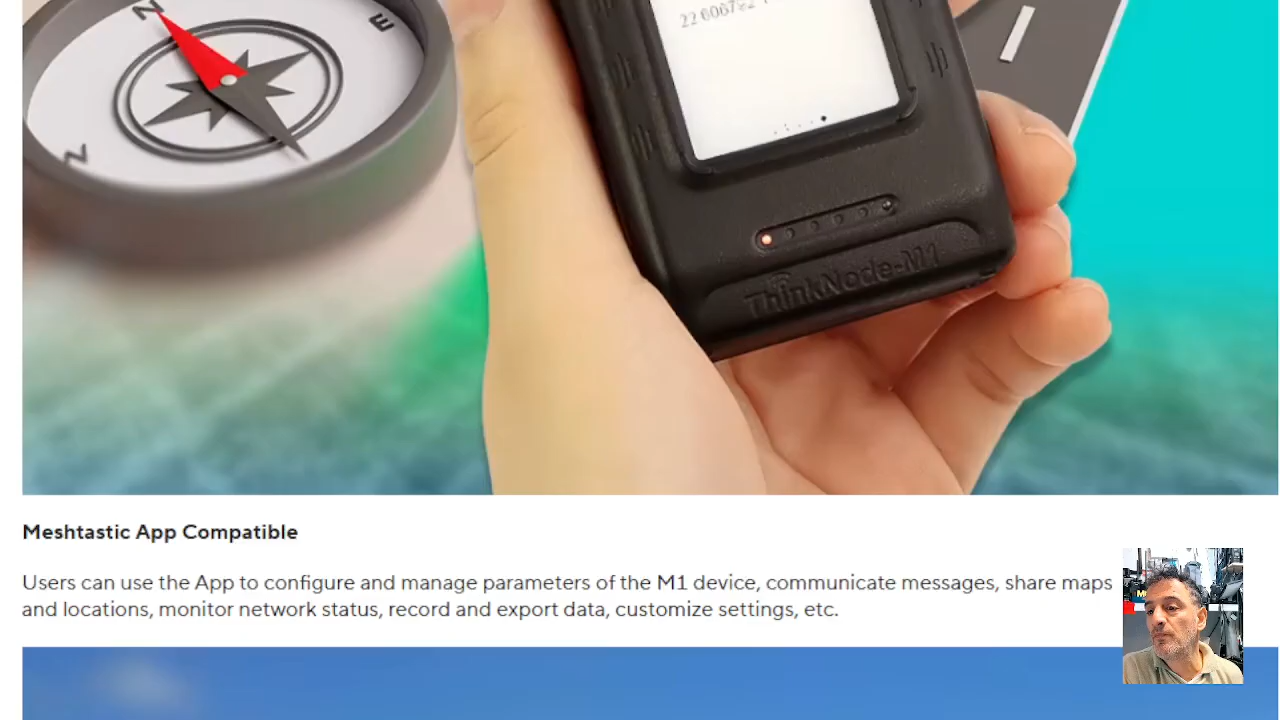 N
E
ThinkNode-M1
Meshtastic App Compatible
Users can use the App to configure and manage parameters of the M1 device, communicate messages, share maps
and locations, monitor network status, record and export data, customize settings, etc.